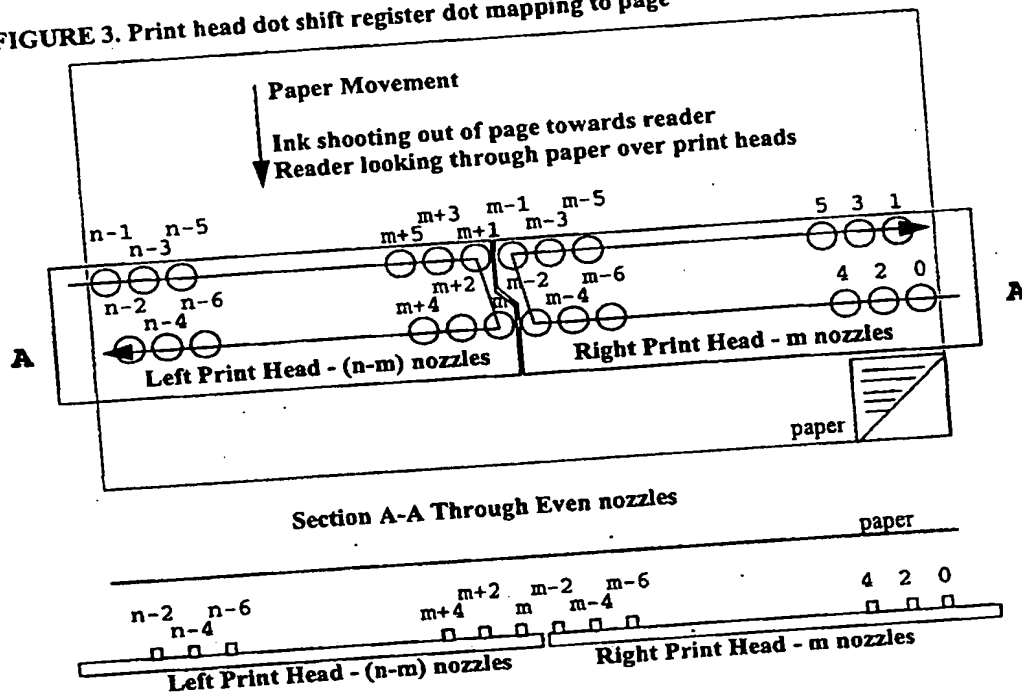 FIGURE 3. Print head dot shift register dot mapping to page
Paper Movement
Ink shooting out of page towards reader
Reader looking through paper over print heads
n-1 n-3 n-5
m+5 m+3 m+1 m-1 m-3 m-5
5 3 1
n-2 n-4 n-6
m+4 m+2 m m-2 m-4 m-6
4 2 0
A A
Left Print Head - (n-m) nozzles
Right Print Head - m nozzles
paper
Section A-A Through Even nozzles
paper
n-2 n-4 n-6
m+4 m+2 m m-2 m-4 m-6
4 2 0
Left Print Head - (n-m) nozzles
Right Print Head - m nozzles